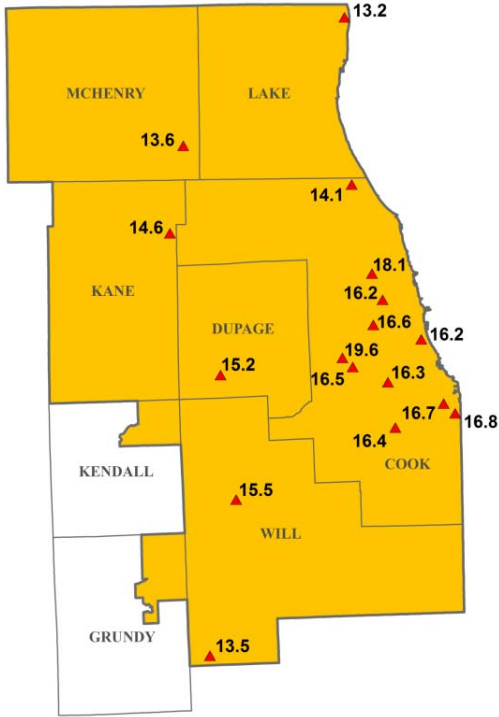 13.2
MCHENRY
LAKE
13.6
14.1
14.6
18.1
KANE
16.2
DUPAGE
16.6
16.2
19.6
15.2
16.5
16.3
16.7
16.8
16.4
COOK
KENDALL
15.5
WILL
GRUNDY
13.5